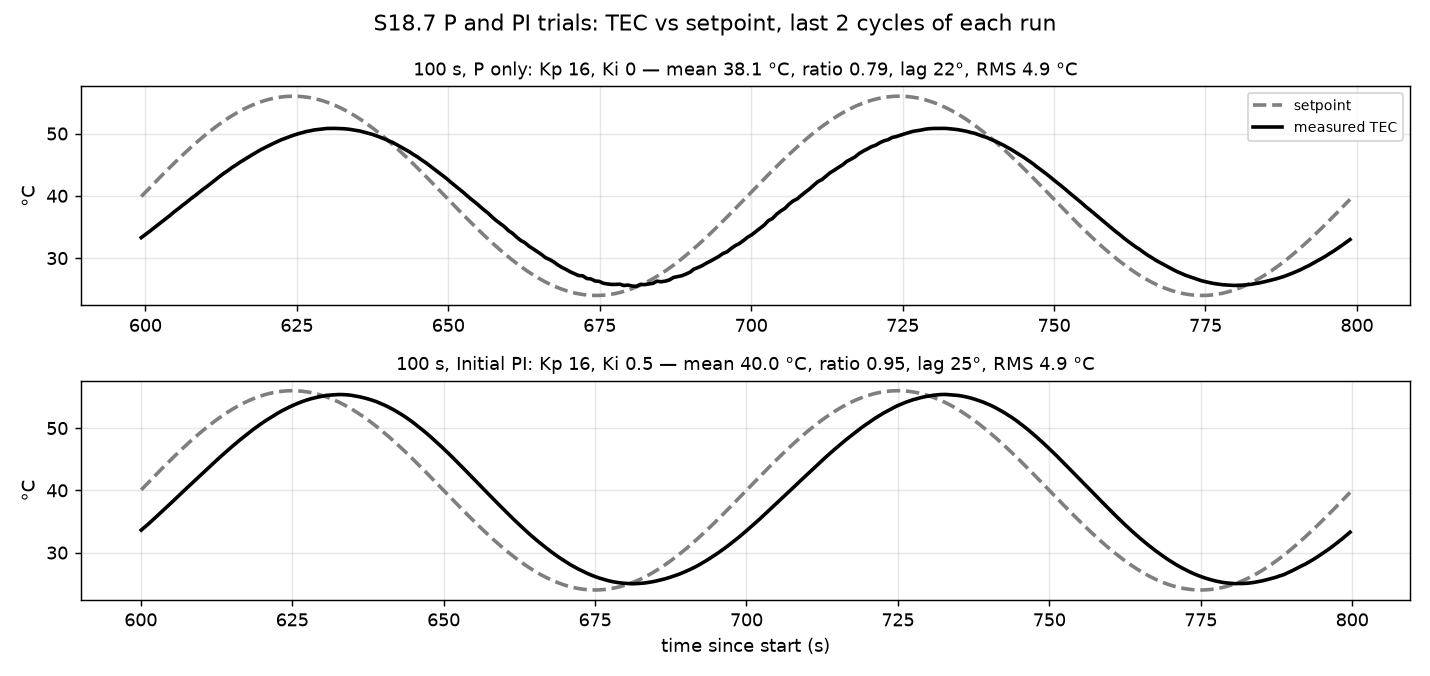 S18.7 P and PI trials: TEC vs setpoint, last 2 cycles of each run
100 s, P only: Kp 16, Ki 0 — mean 38.1 °C, ratio 0.79, lag 22°, RMS 4.9 °C
setpoint
measured TEC
50
40
30
°C
600 625 650 675 700 725 750 775 800
100 s, Initial PI: Kp 16, Ki 0.5 — mean 40.0 °C, ratio 0.95, lag 25°, RMS 4.9 °C
50
40
30
°C
600 625 650 675 700 725 750 775 800
time since start (s)